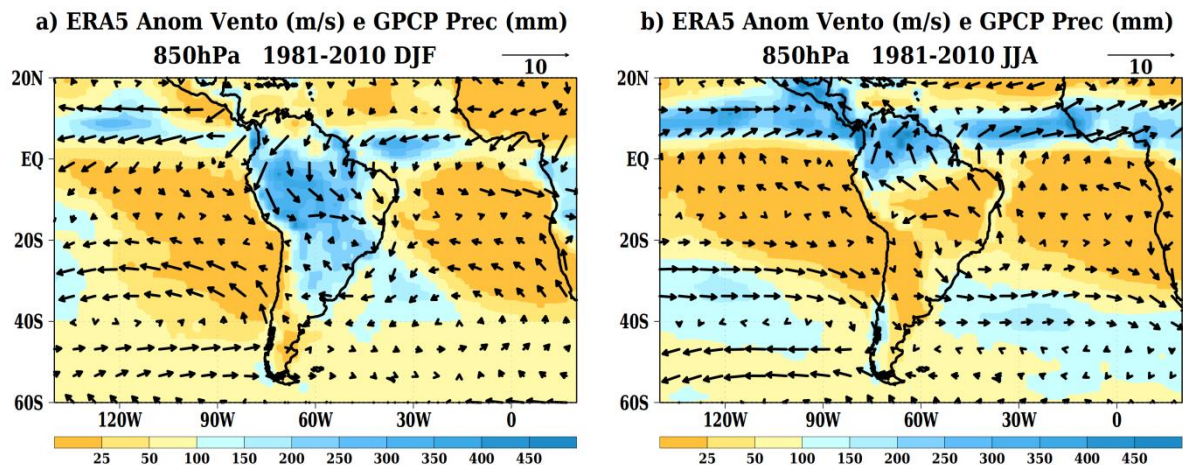 a) ERA5 Anom Vento (m/s) e GPCP Prec (mm)
850hPa 1981-2010 DJF
10
20N
EQ
20S
40S
60S
120W 90W 60W 30W 0
25 50 100 150 200 250 300 350 400 450
b) ERA5 Anom Vento (m/s) e GPCP Prec (mm)
850hPa 1981-2010 JJA
10
20N
EQ
20S
40S
60S
120W 90W 60W 30W 0
25 50 100 150 200 250 300 350 400 450